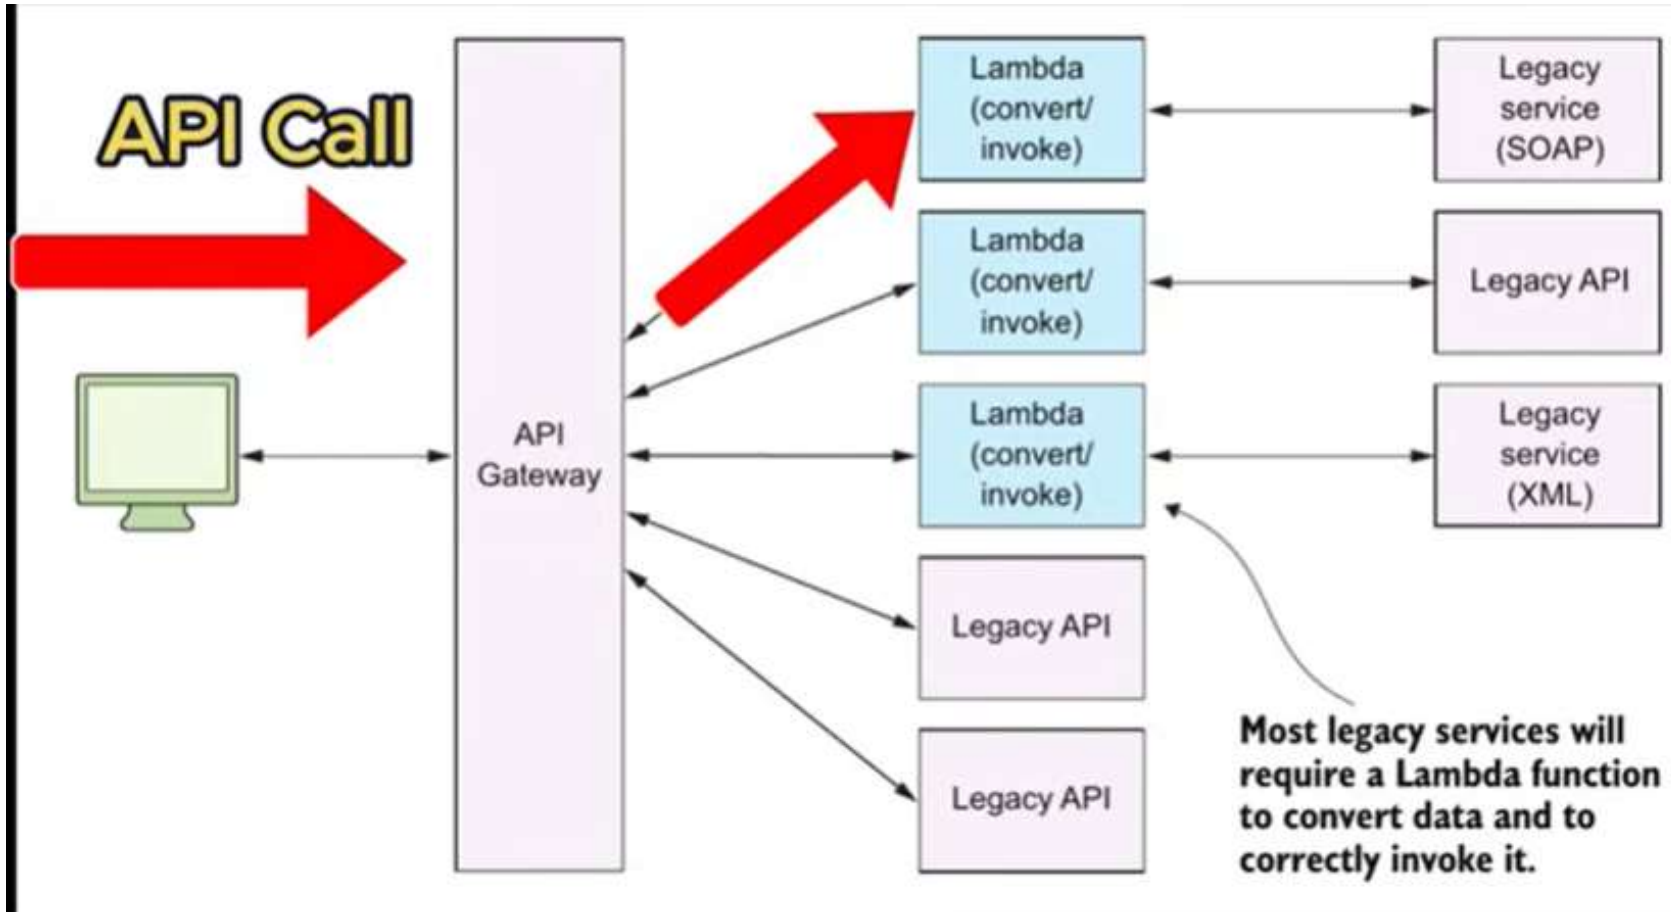 API Call
API
Gateway
Lambda
(convert/
invoke)
Legacy
service
(SOAP)
Lambda
(convert/
invoke)
Legacy API
Lambda
(convert/
invoke)
Legacy
service
(XML)
Legacy API
Legacy API
Most legacy services will
require a Lambda function
to convert data and to
correctly invoke it.